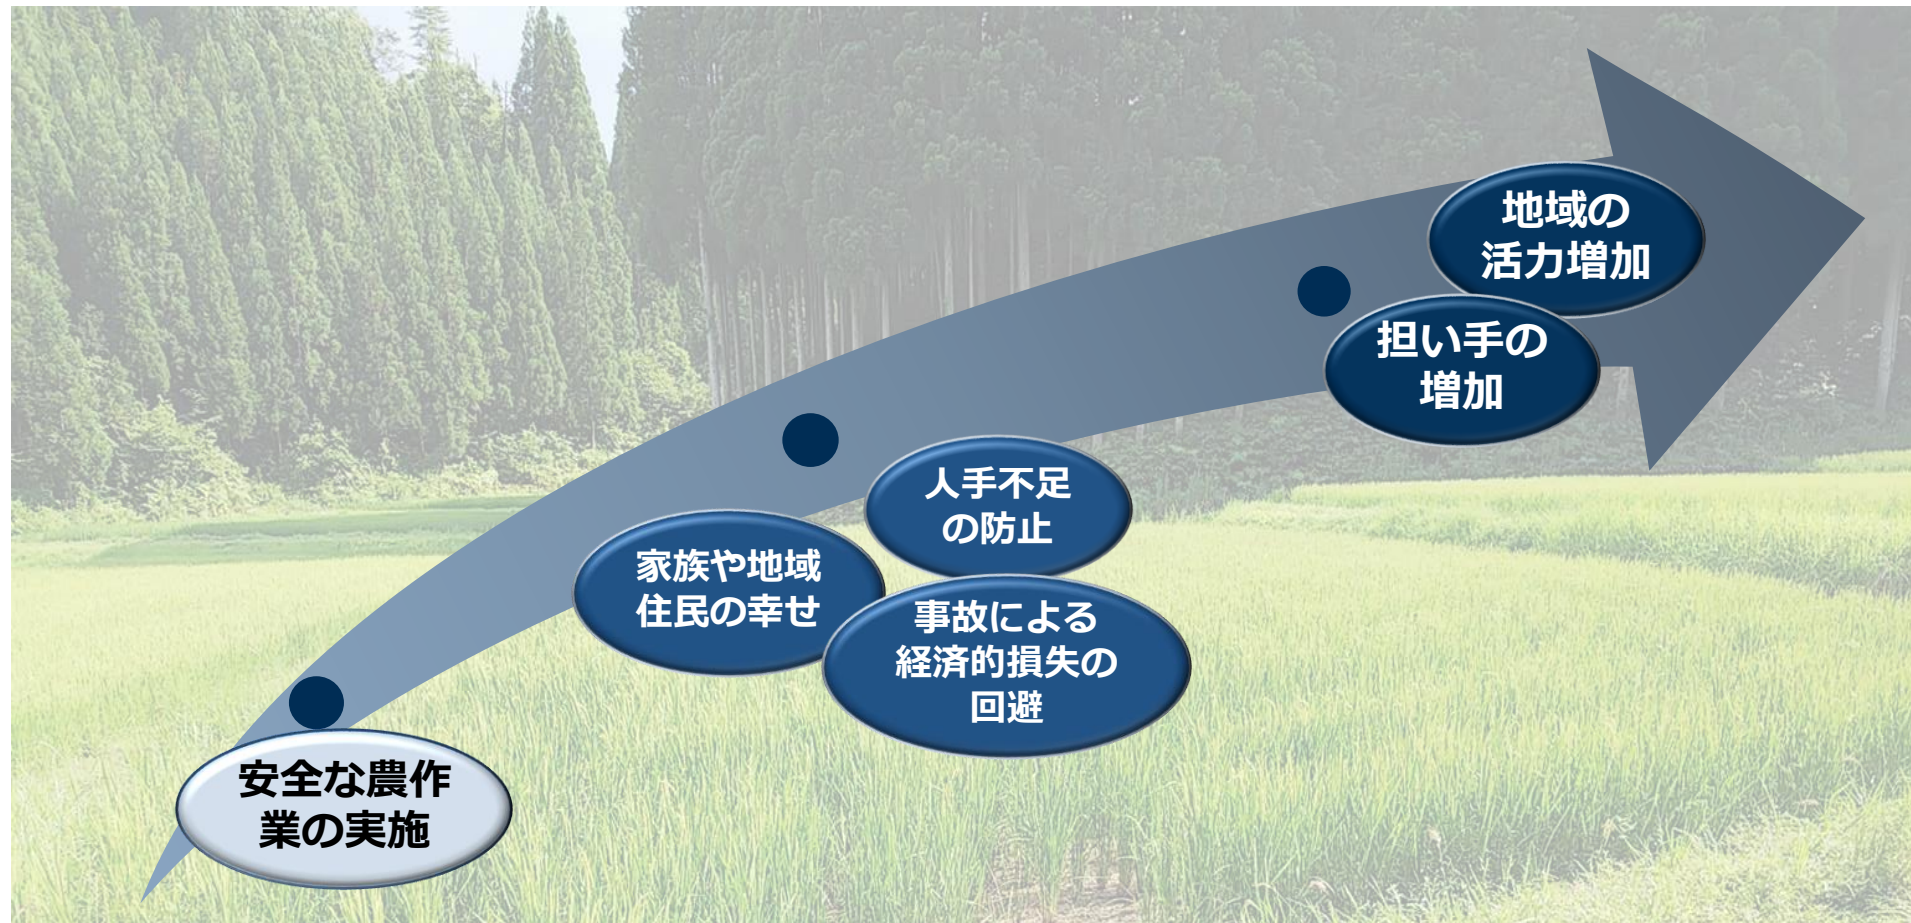 地域の
活力増加
担い手の
増加
人手不足
の防止
家族や地域
住民の幸せ
事故による
経済的損失の
回避
安全な農作
業の実施